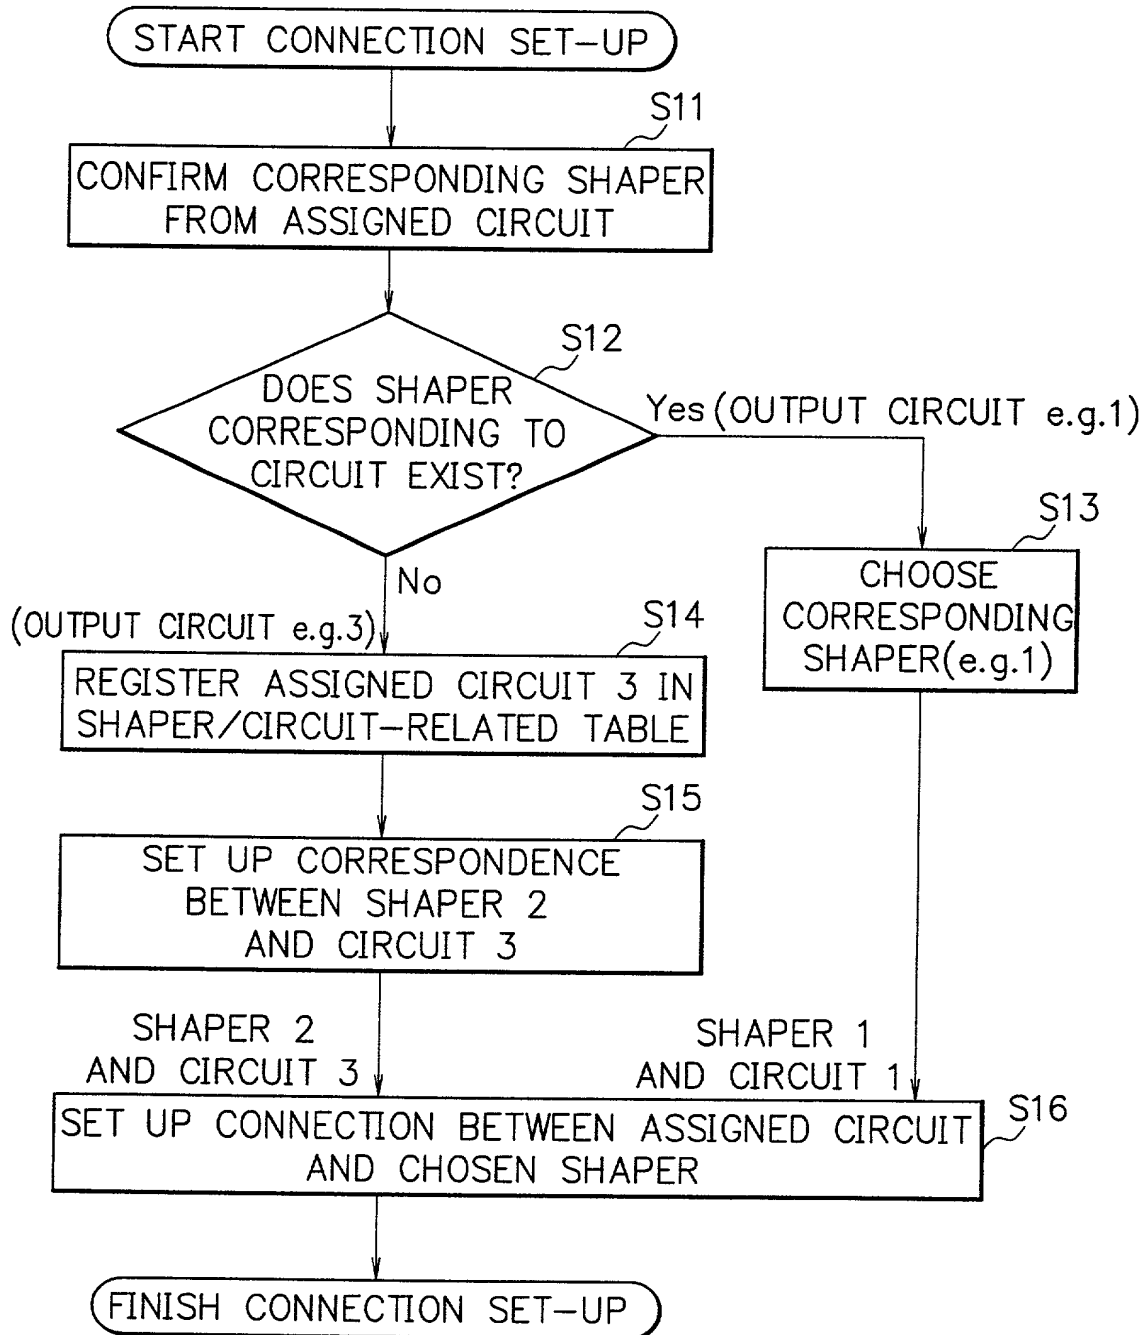 START CONNECTION SET-UP
S11
CONFIRM CORRESPONDING SHAPER
FROM ASSIGNED CIRCUIT
S12
DOES SHAPER
CORRESPONDING TO
CIRCUIT EXIST?
Yes (OUTPUT CIRCUIT e.g.1)
S13
CHOOSE
CORRESPONDING
SHAPER(e.g.1)
No
(OUTPUT CIRCUIT e.g.3)
S14
REGISTER ASSIGNED CIRCUIT 3 IN
SHAPER/CIRCUIT-RELATED TABLE
S15
SET UP CORRESPONDENCE
BETWEEN SHAPER 2
AND CIRCUIT 3
SHAPER 2
AND CIRCUIT 3
SHAPER 1
AND CIRCUIT 1
S16
SET UP CONNECTION BETWEEN ASSIGNED CIRCUIT
AND CHOSEN SHAPER
FINISH CONNECTION SET-UP